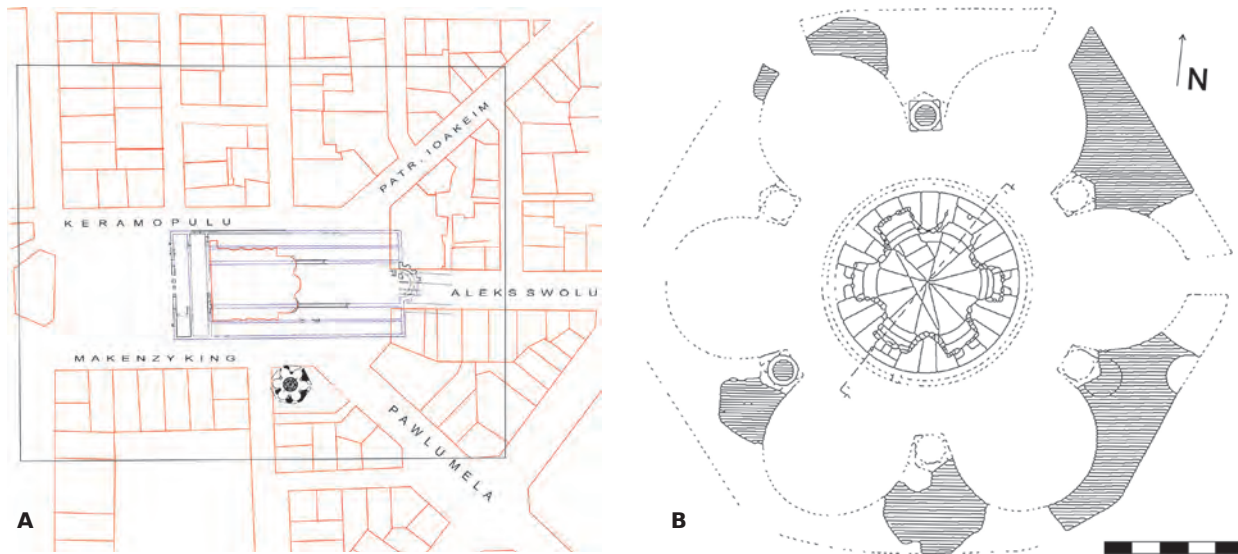 PATR. IOAKEIM
KERAMOPULU
ALEKS SWOLU
MAKENZY KING
PAWLU MELA
A
N
B